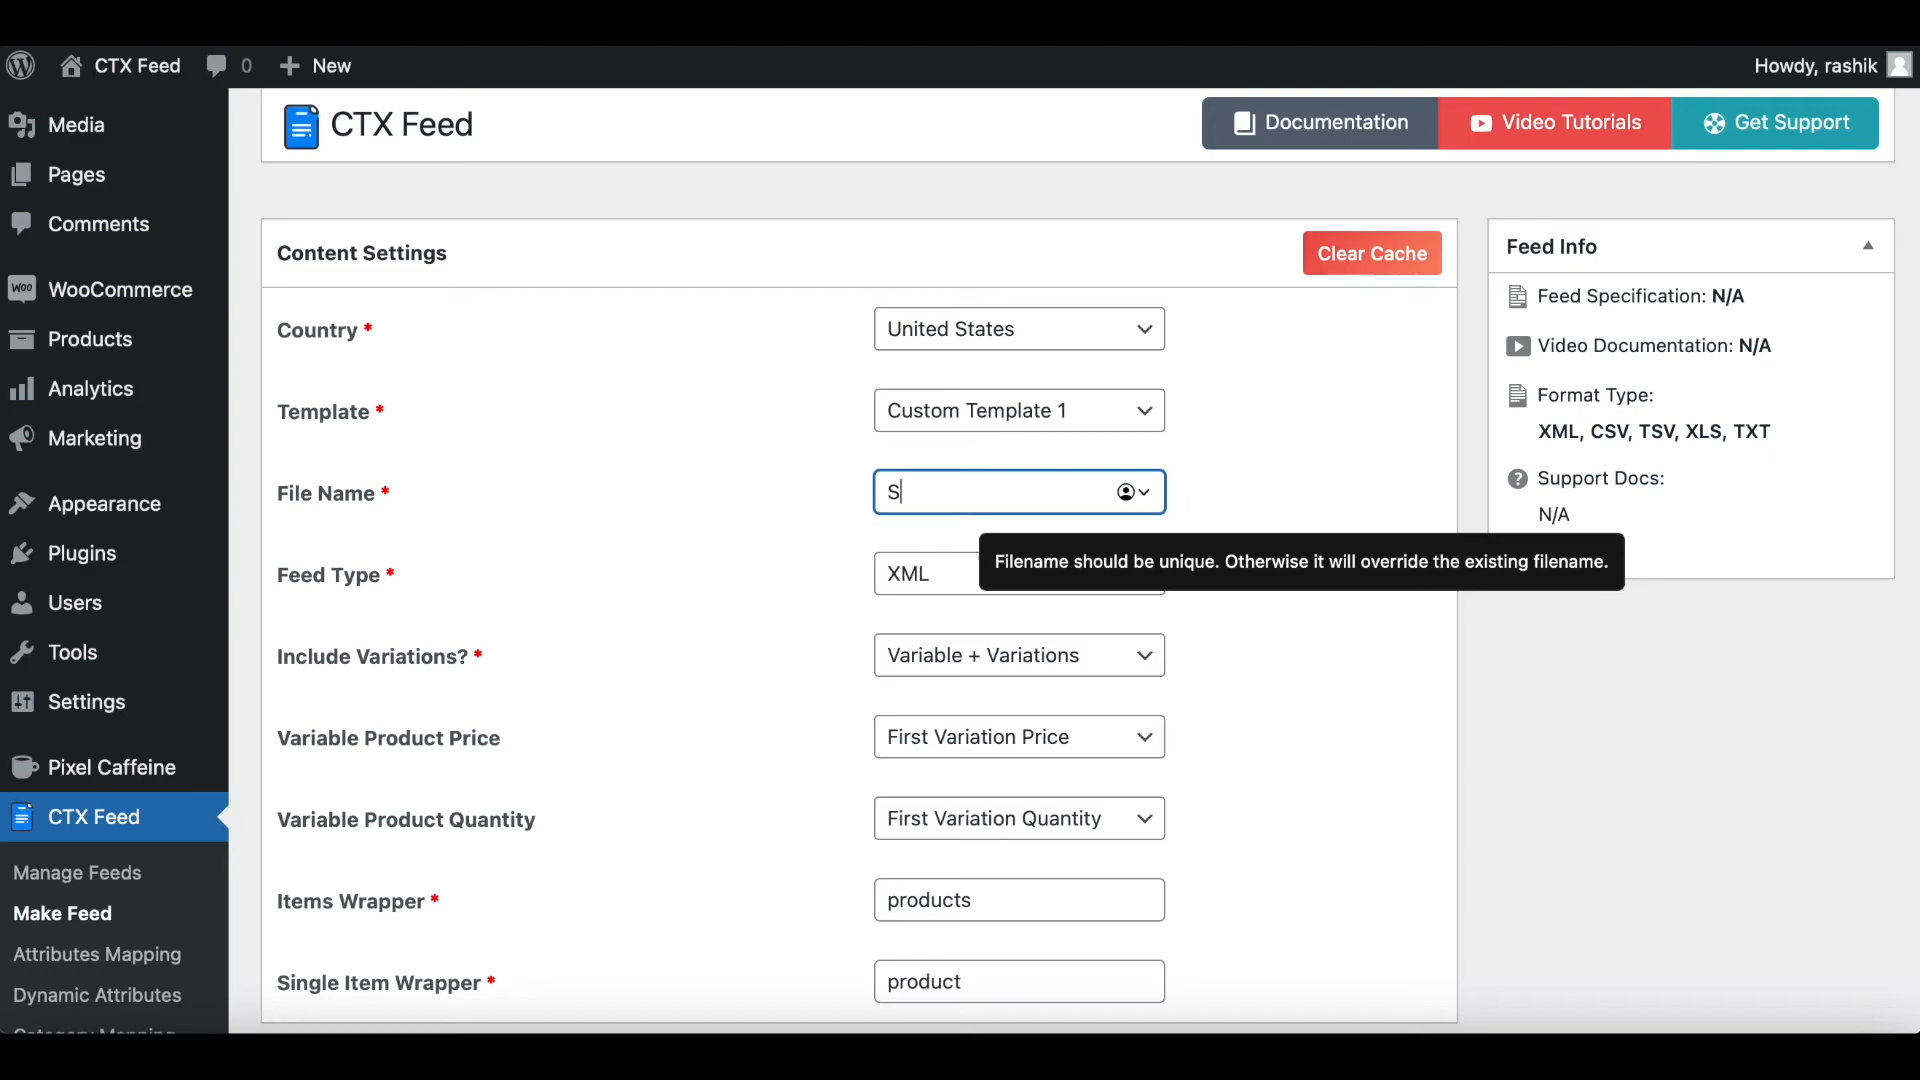 CTX Feed
0
New
Howdy, rashik
Media
Pages
Comments
WOO
WooCommerce
Products
Analytics
Marketing
Appearance
Plugins
Users
Tools
Settings
Pixel Caffeine
CTX Feed
Manage Feeds
Make Feed
Attributes Mapping
Dynamic Attributes
Category Mapping
CTX Feed
Documentation
Video Tutorials
Get Support
Content Settings
Clear Cache
Country *
United States
Template *
Custom Template 1
File Name *
S
Filename should be unique. Otherwise it will override the existing filename.
Feed Type *
XML
Include Variations? *
Variable + Variations
Variable Product Price
First Variation Price
Variable Product Quantity
First Variation Quantity
Items Wrapper *
products
Single Item Wrapper *
product
Feed Info
Feed Specification: N/A
Video Documentation: N/A
Format Type:
XML, CSV, TSV, XLS, TXT
Support Docs:
N/A